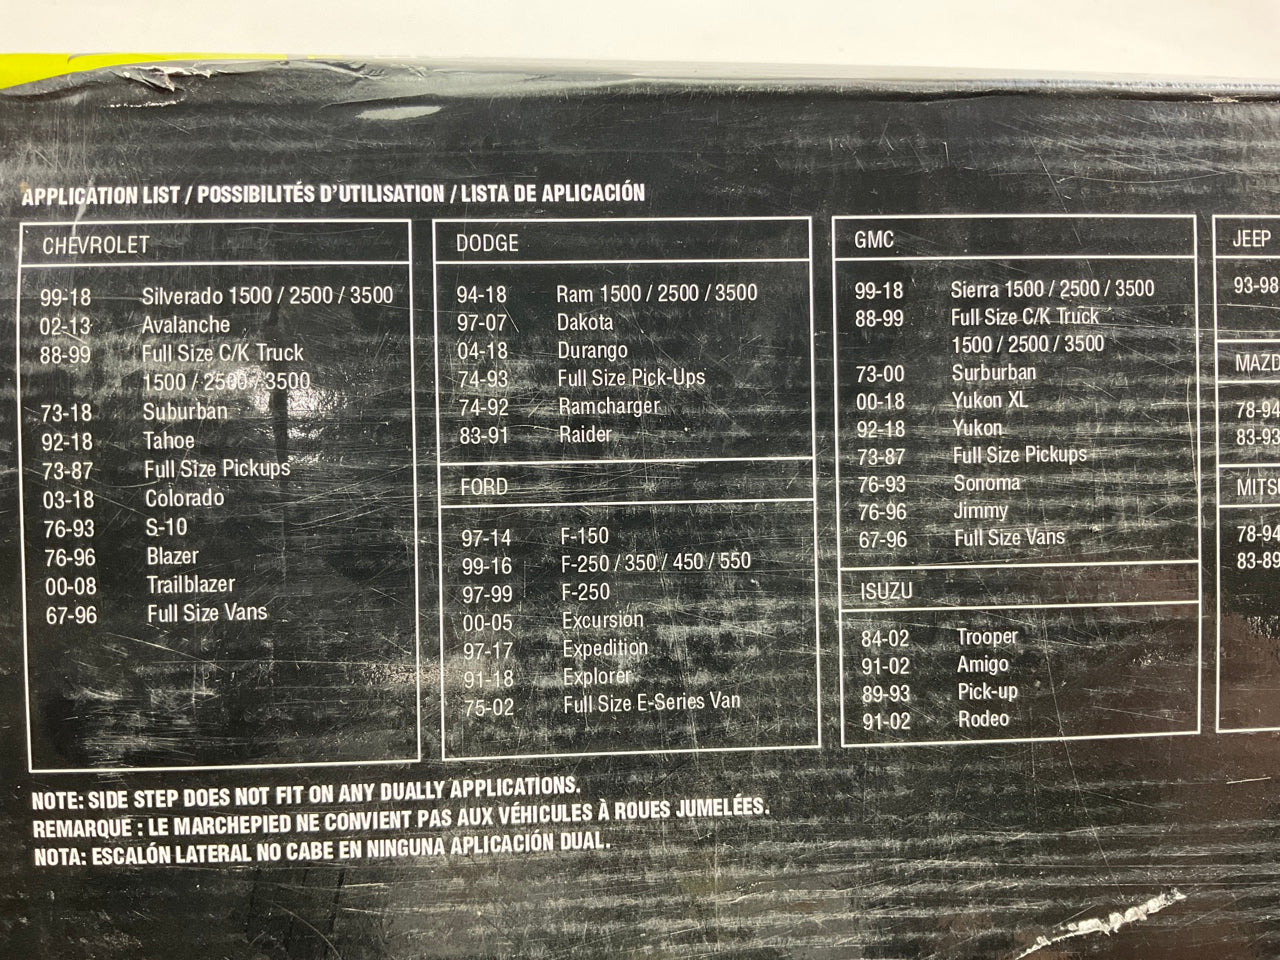 APPLICATION LIST / POSSIBILITÉS D'UTILISATION / LISTA DE APLICACIÓN
CHEVROLET
99-18 Silverado 1500 / 2500 / 3500
02-13 Avalanche
88-99 Full Size C/K Truck
1500 / 2500 / 3500
73-18 Suburban
92-18 Tahoe
73-87 Full Size Pickups
03-18 Colorado
76-93 S-10
76-96 Blazer
00-08 Trailblazer
67-96 Full Size Vans
DODGE
94-18 Ram 1500 / 2500 / 3500
97-07 Dakota
04-18 Durango
74-93 Full Size Pick-Ups
74-92 Ramcharger
83-91 Raider
FORD
97-14 F-150
99-16 F-250 / 350 / 450 / 550
97-99 F-250
00-05 Excursion
97-17 Expedition
91-18 Explorer
75-02 Full Size E-Series Van
GMC
99-18 Sierra 1500 / 2500 / 3500
88-99 Full Size C/K Truck
1500 / 2500 / 3500
73-00 Surburban
00-18 Yukon XL
92-18 Yukon
73-87 Full Size Pickups
76-93 Sonoma
76-96 Jimmy
67-96 Full Size Vans
ISUZU
84-02 Trooper
91-02 Amigo
89-93 Pick-up
91-02 Rodeo
JEEP
93-98
MAZD
78-94
83-93
MITS
78-94
83-89
NOTE: SIDE STEP DOES NOT FIT ON ANY DUALLY APPLICATIONS.
REMARQUE : LE MARCHEPIED NE CONVIENT PAS AUX VÉHICULES À ROUES JUMELÉES.
NOTA: ESCALÓN LATERAL NO CABE EN NINGUNA APLICACIÓN DUAL.